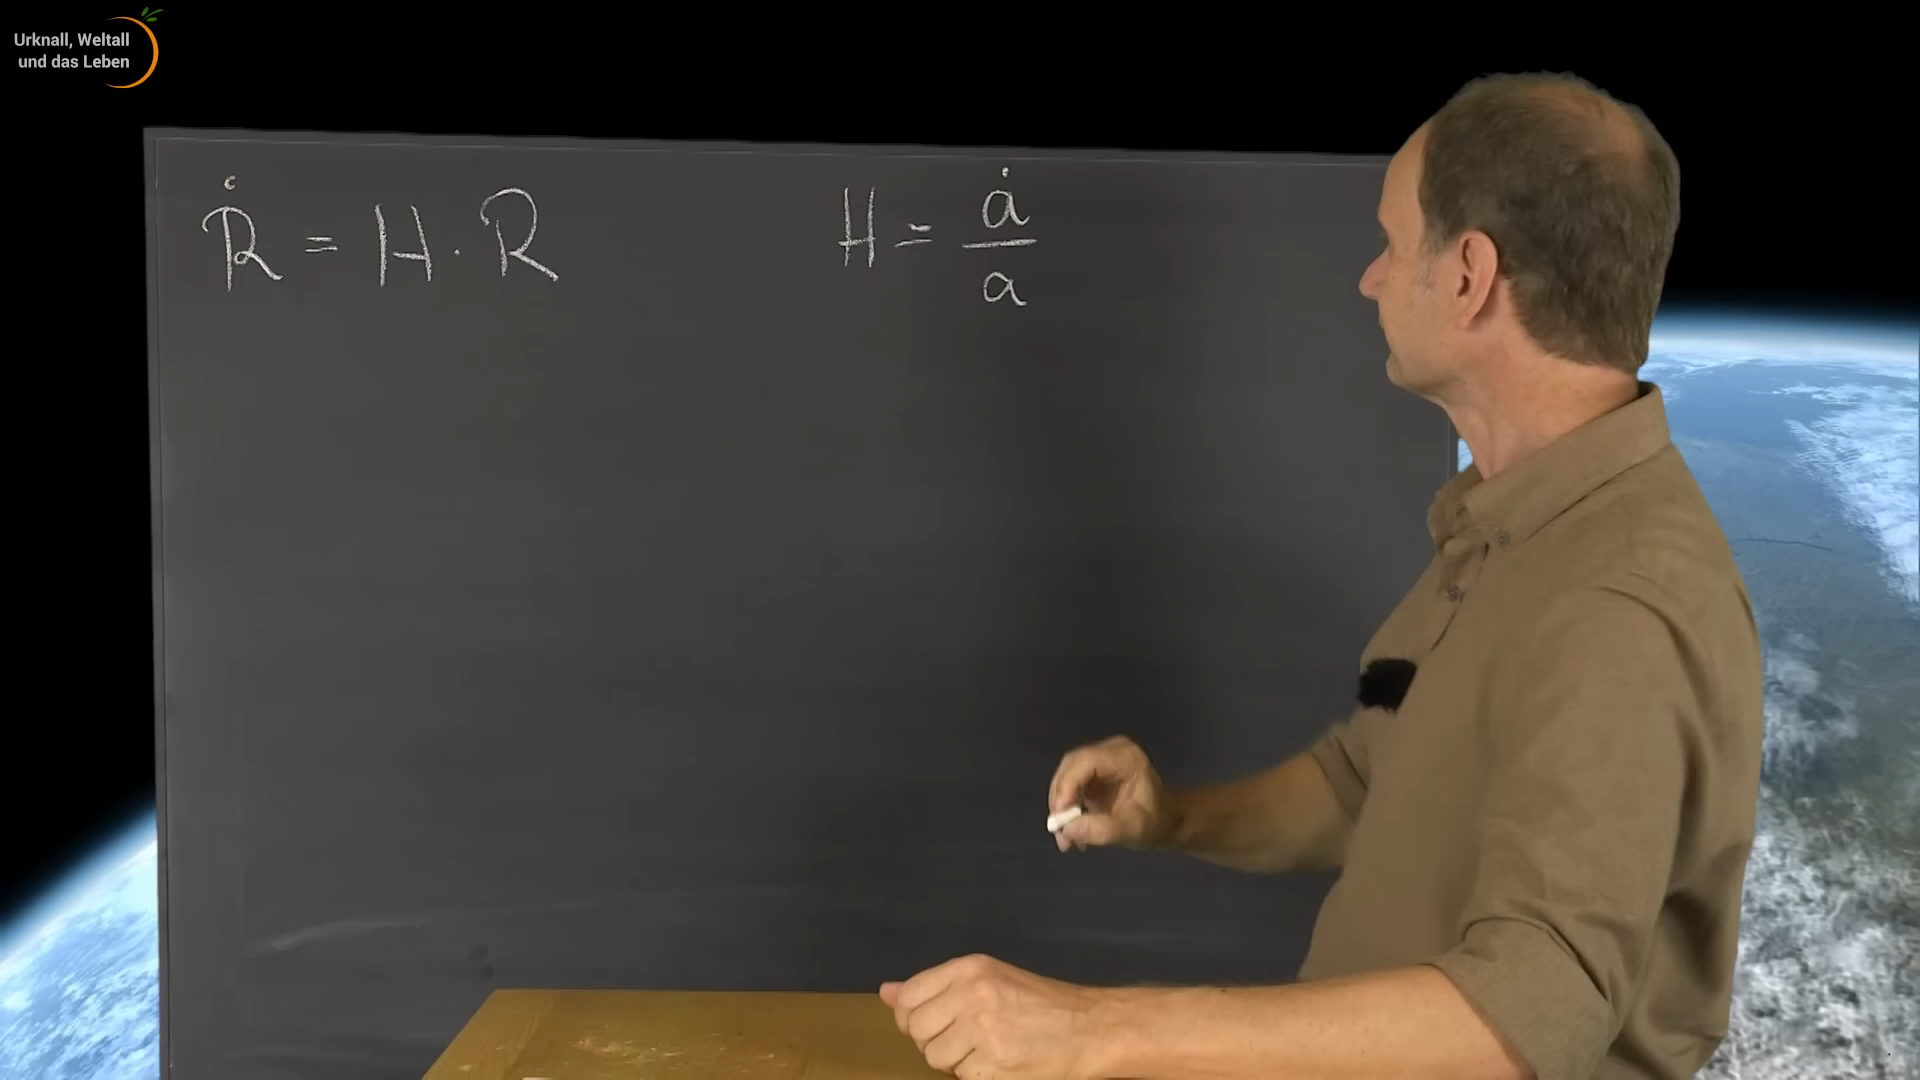 Urknall, Weltall
und das Leben
Ṙ = H · R
H = ȧ / a